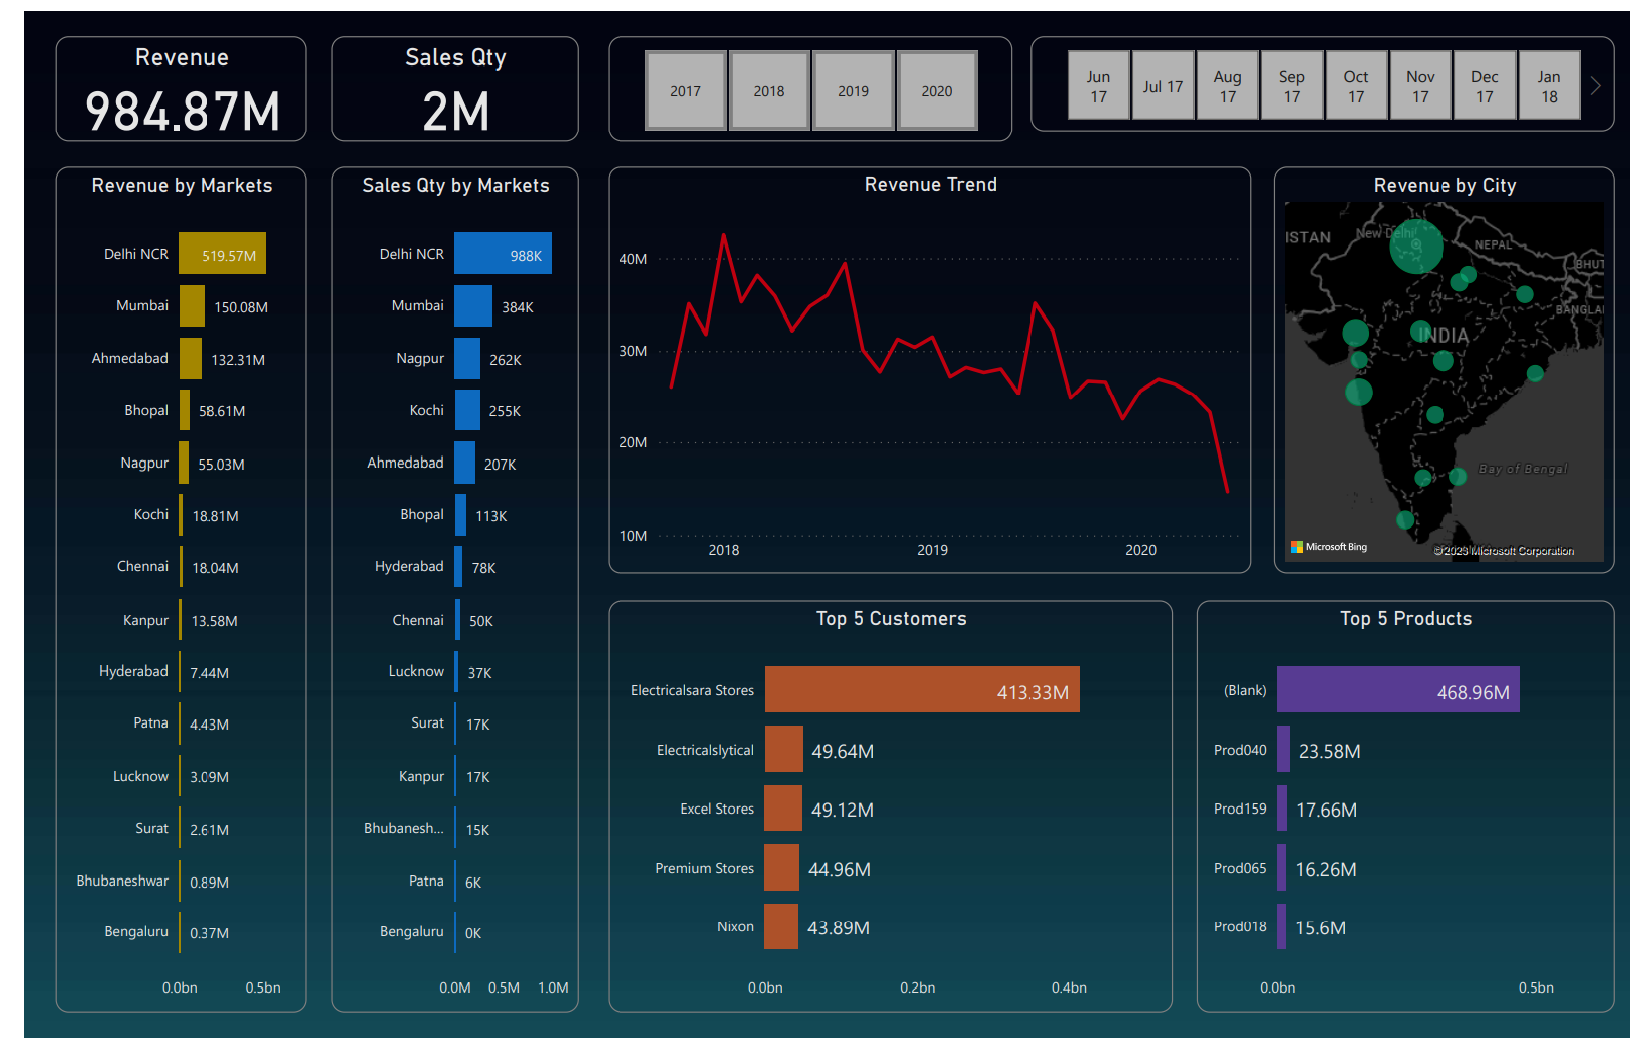 Revenue
984.87M
Sales Qty
2M
2017
2018
2019
2020
Jun
17
Jul 17
Aug
17
Sep
17
Oct
17
Nov
17
Dec
17
Jan
18
Revenue by Markets
Delhi NCR 519.57M
Mumbai 150.08M
Ahmedabad 132.31M
Bhopal 58.61M
Nagpur 55.03M
Kochi 18.81M
Chennai 18.04M
Kanpur 13.58M
Hyderabad 7.44M
Patna 4.43M
Lucknow 3.09M
Surat 2.61M
Bhubaneshwar 0.89M
Bengaluru 0.37M
0.0bn 0.5bn
Sales Qty by Markets
Delhi NCR 988K
Mumbai 384K
Nagpur 262K
Kochi 255K
Ahmedabad 207K
Bhopal 113K
Hyderabad 78K
Chennai 50K
Lucknow 37K
Surat 17K
Kanpur 17K
Bhubanesh... 15K
Patna 6K
Bengaluru 0K
0.0M 0.5M 1.0M
Revenue Trend
40M
30M
20M
10M
2018 2019 2020
Revenue by City
ISTAN
New Delhi
NEPAL
BHUT
BANGLA
INDIA
Bay of Bengal
Microsoft Bing
© 2023 Microsoft Corporation
Top 5 Customers
Electricalsara Stores 413.33M
Electricalslytical 49.64M
Excel Stores 49.12M
Premium Stores 44.96M
Nixon 43.89M
0.0bn 0.2bn 0.4bn
Top 5 Products
(Blank) 468.96M
Prod040 23.58M
Prod159 17.66M
Prod065 16.26M
Prod018 15.6M
0.0bn 0.5bn